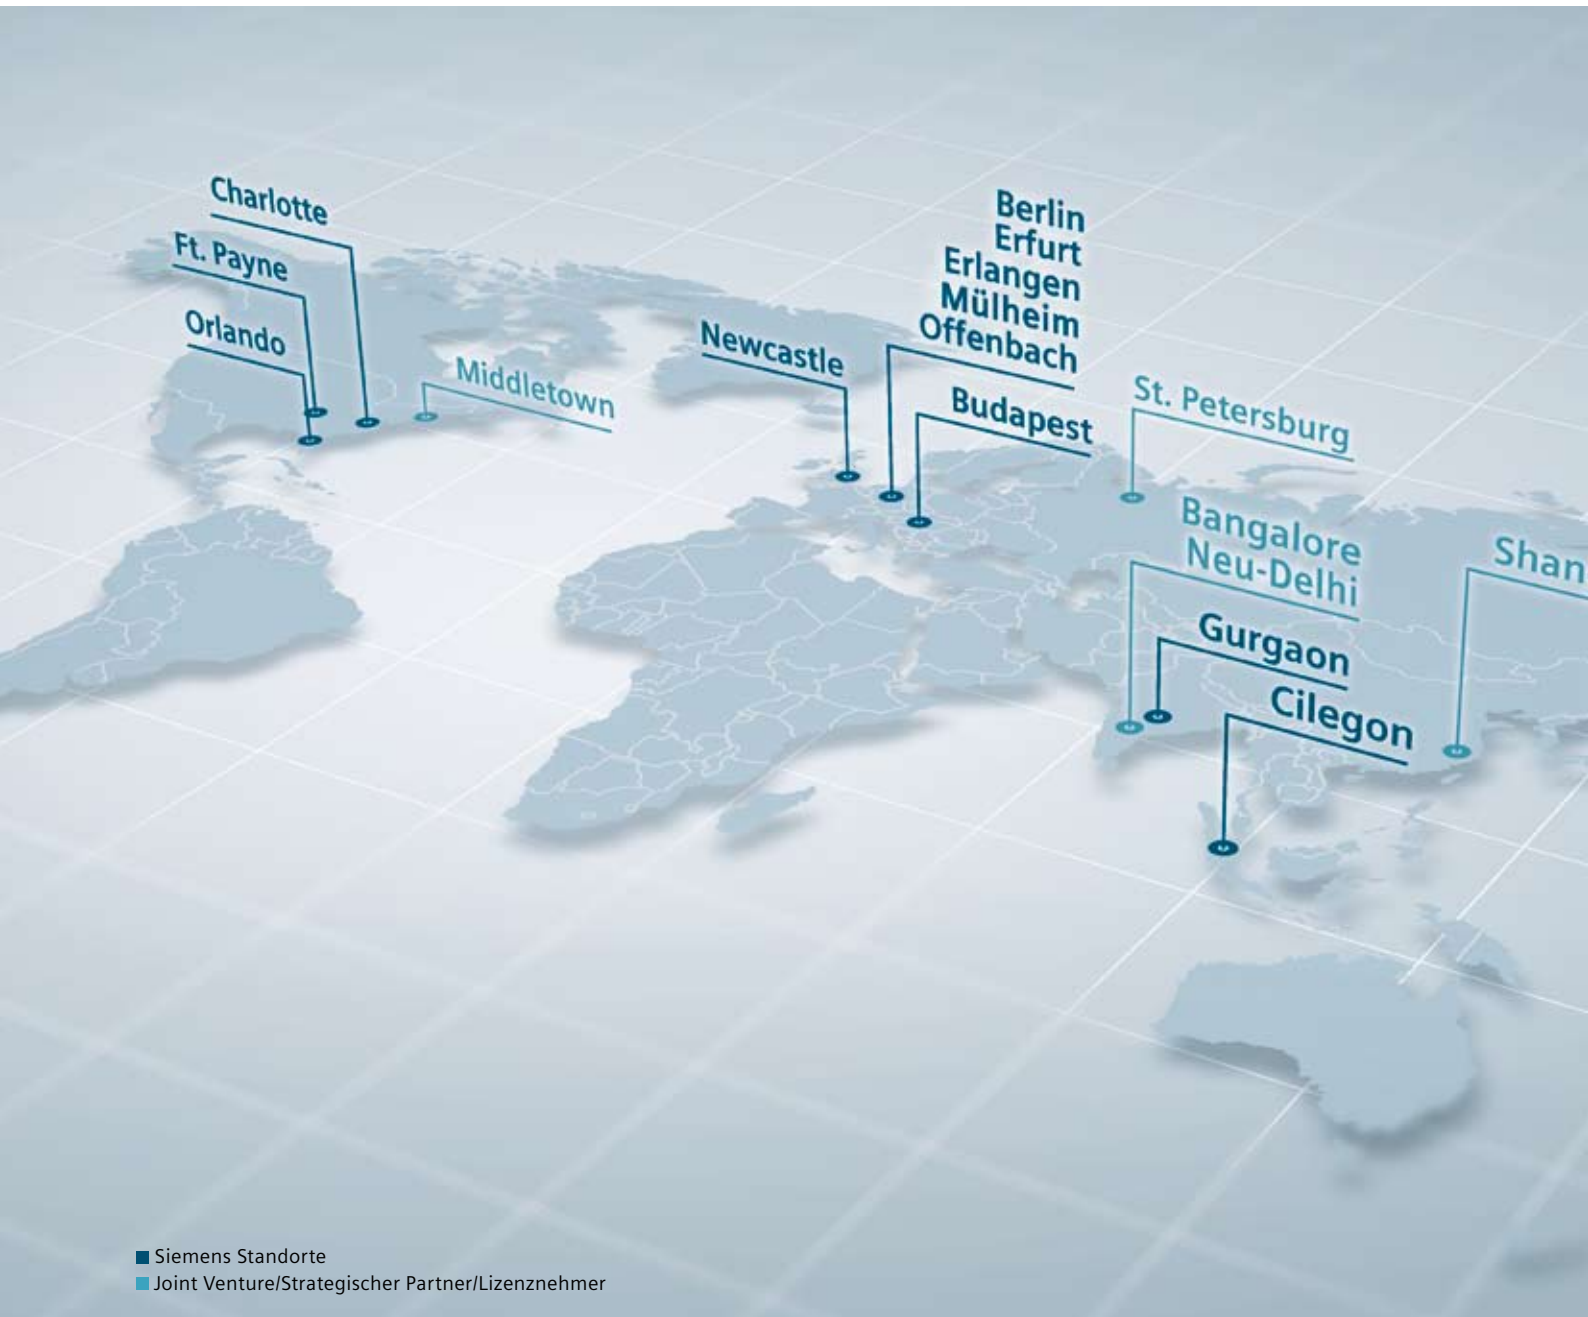 Charlotte
Ft. Payne
Orlando
Middletown
Newcastle
Berlin
Erfurt
Erlangen
Mülheim
Offenbach
Budapest
St. Petersburg
Bangalore
Neu-Delhi
Gurgaon
Cilegon
Shan
Siemens Standorte
Joint Venture/Strategischer Partner/Lizenznehmer